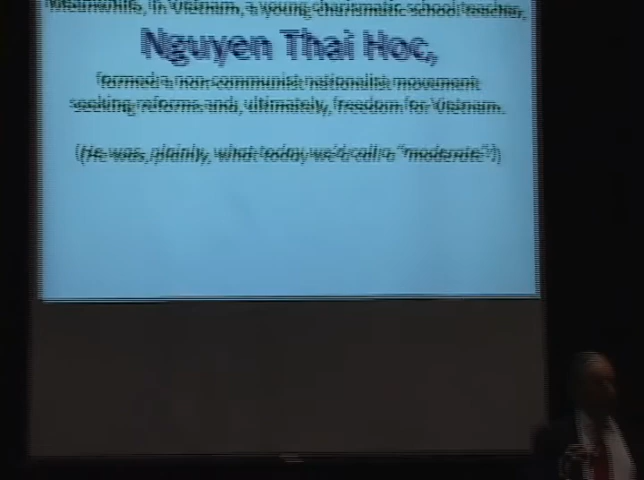 Meanwhile, in Vietnam, a young charismatic school teacher,
Nguyen Thai Hoc,
formed a non-communist nationalist movement
seeking reforms and, ultimately, freedom for Vietnam.
(He was, plainly, what today we'd call a "moderate".)